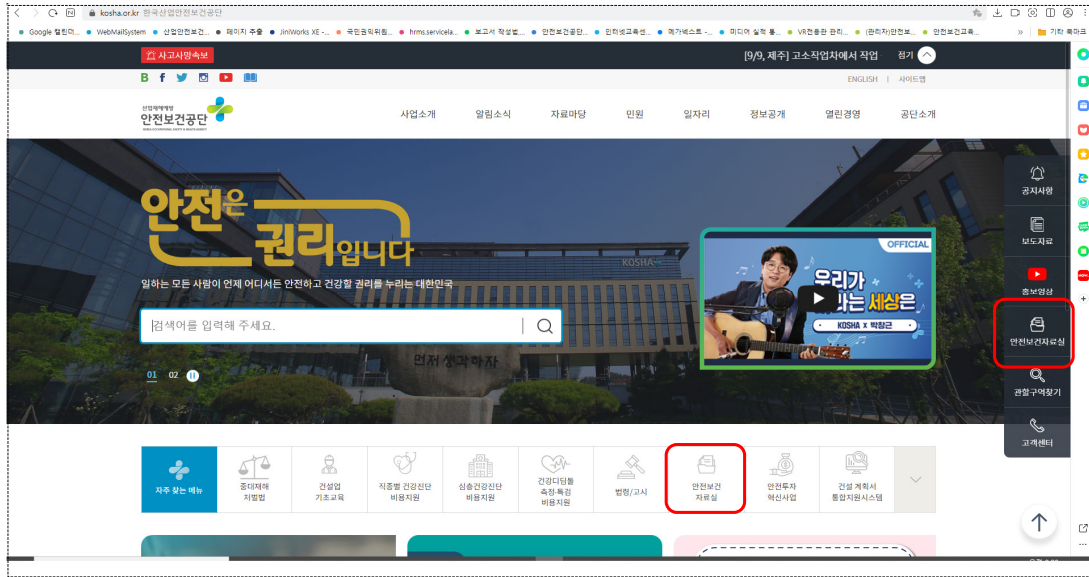 kosha.or.kr 한국산업안전보건공단
Google 캘린더... WebMailSystem 산업안전보건... 페이지 추출 JiniWorks XE -... 국민권익위원... hrms.servicela... 보고서 작성법,... 안전보건공단... 인터넷교육센... 메가넥스트 -... 미디어 실적 통... VR전용관 관리... (관리자)안전보... 안전보건교육... » 기타 북마크
사고사망속보 [9/9, 제주] 고소작업차에서 작업 접기
ENGLISH | 사이트맵
산업재해예방
안전보건공단
사업소개 알림소식 자료마당 민원 일자리 정보공개 열린경영 공단소개
안전은
권리입니다
일하는 모든 사람이 언제 어디서든 안전하고 건강할 권리를 누리는 대한민국
검색어를 입력해 주세요.
01 02
KOSHA
먼저 생각하자
OFFICIAL
우리가
라는 세상은
KOSHA x 박창근
공지사항
보도자료
홍보영상
안전보건자료실
관할구역찾기
고객센터
자주 찾는 메뉴
중대재해
처벌법
건설업
기초교육
직종별 건강진단
비용지원
심층건강진단
비용지원
건강디딤돌
측정·특검
비용지원
법령/고시
안전보건
자료실
안전투자
혁신사업
건설 계획서
통합지원시스템